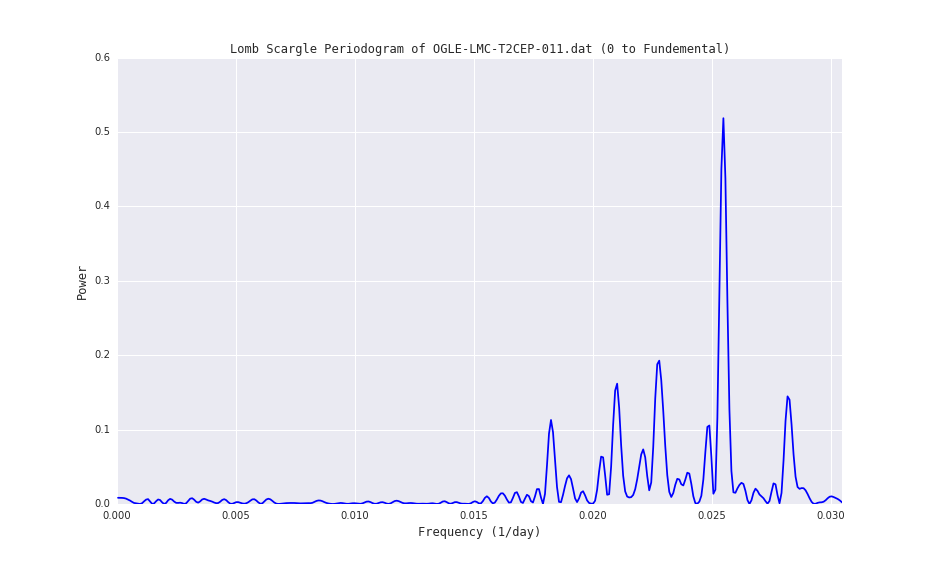 Lomb Scargle Periodogram of OGLE-LMC-T2CEP-011.dat (0 to Fundemental)
0.6
0.5
0.4
0.3
0.2
0.1
0.0
Power
0.000 0.005 0.010 0.015 0.020 0.025 0.030
Frequency (1/day)